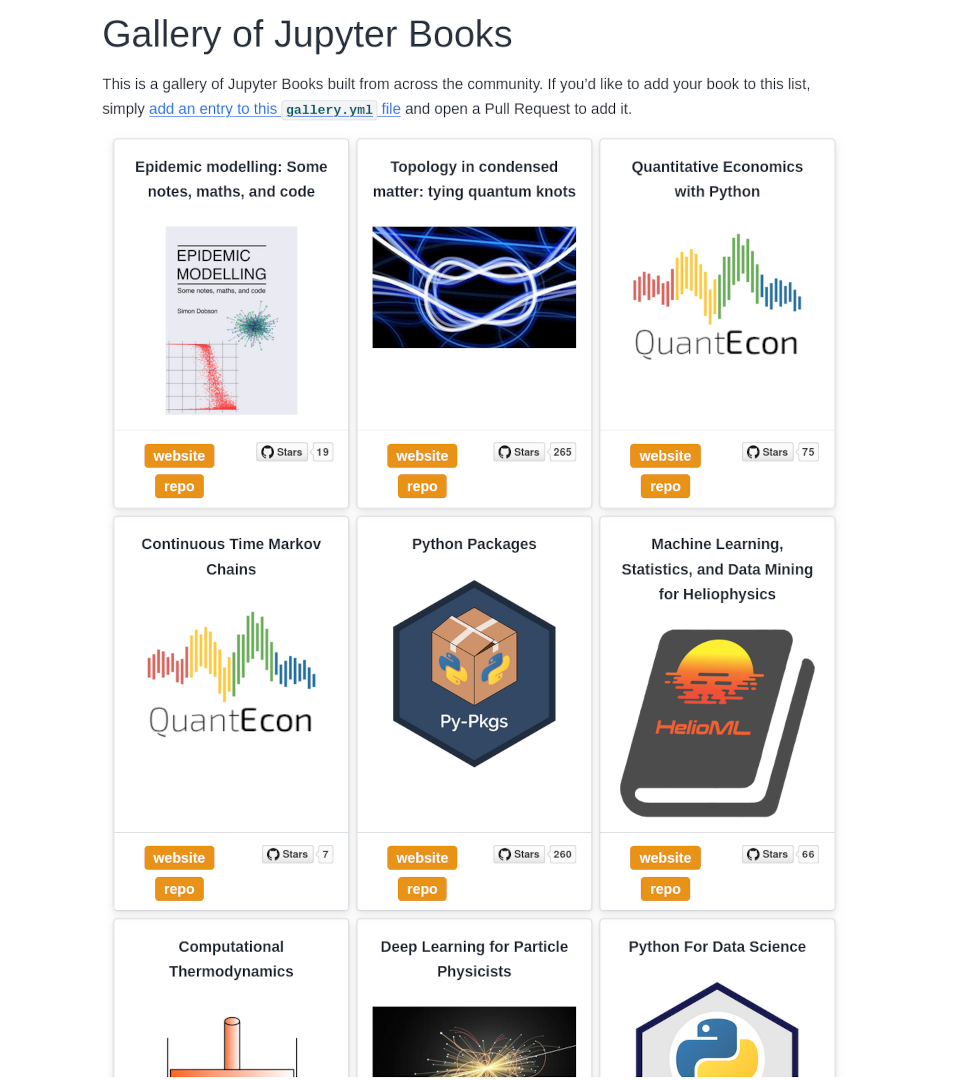 Gallery of Jupyter Books
This is a gallery of Jupyter Books built from across the community. If you’d like to add your book to this list,
simply add an entry to this gallery.yml file and open a Pull Request to add it.
Epidemic modelling: Some
notes, maths, and code
EPIDEMIC
MODELLING
Some notes, maths, and code
Simon Dobson
website
Stars 19
repo
Topology in condensed
matter: tying quantum knots
website
Stars 265
repo
Quantitative Economics
with Python
QuantEcon
website
Stars 75
repo
Continuous Time Markov
Chains
QuantEcon
website
Stars 7
repo
Python Packages
Py-Pkgs
website
Stars 260
repo
Machine Learning,
Statistics, and Data Mining
for Heliophysics
HelioML
website
Stars 66
repo
Computational
Thermodynamics
Deep Learning for Particle
Physicists
Python For Data Science